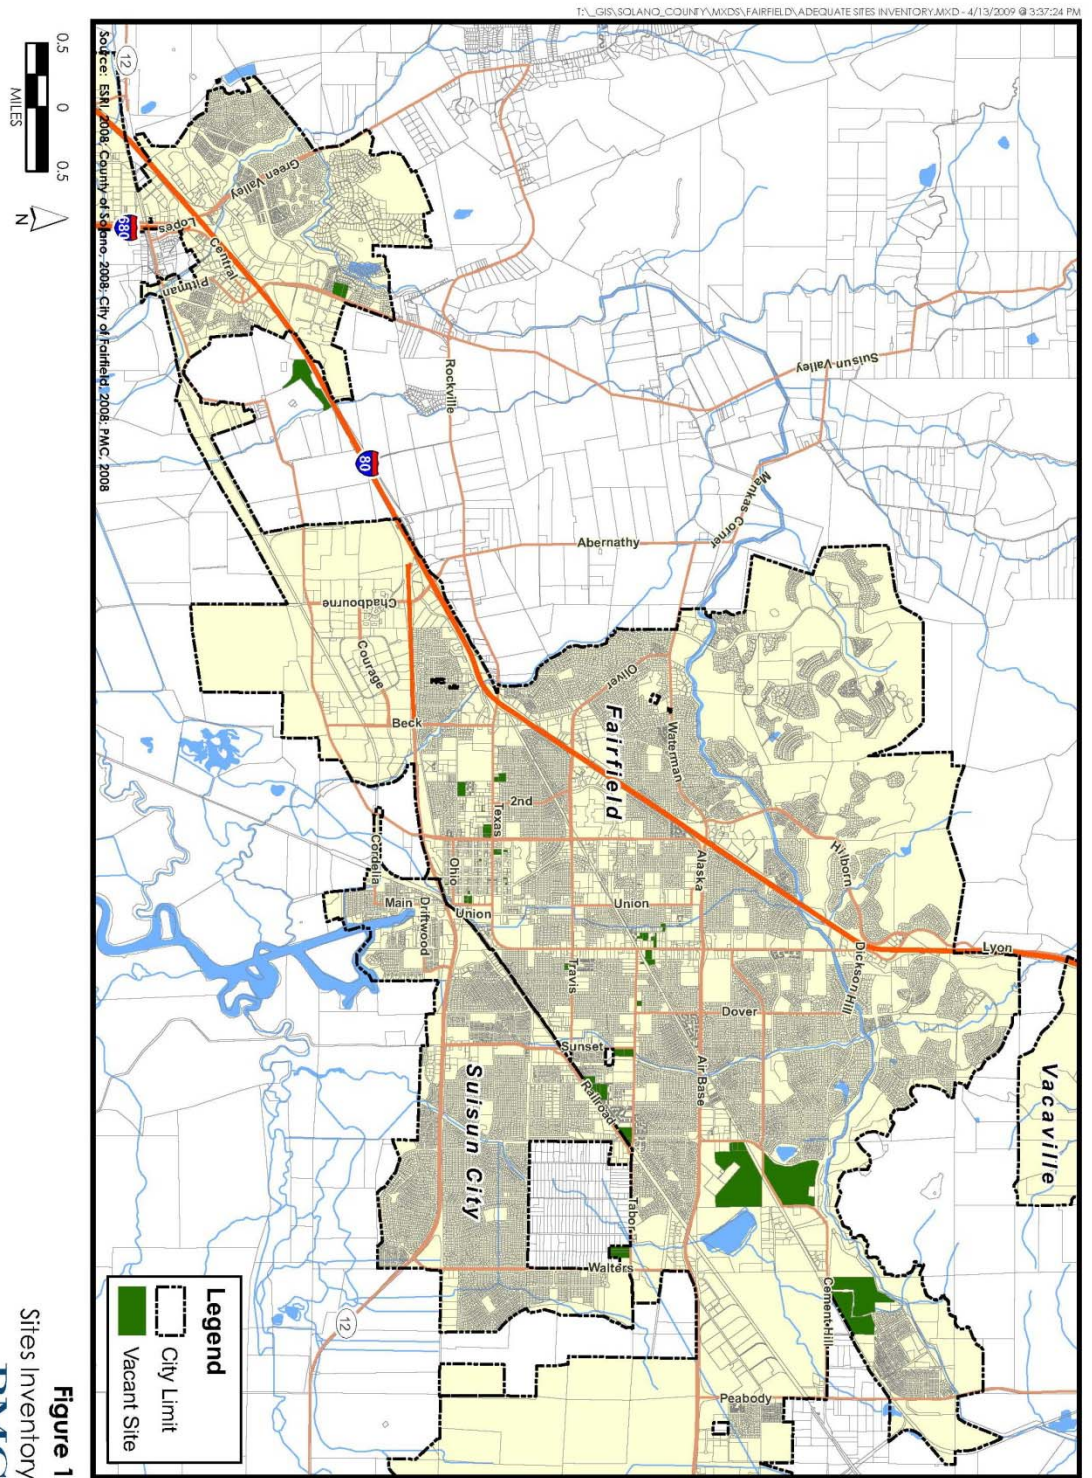 T:\_GIS\SOLANO_COUNTY\MXDS\FAIRFIELD\ADEQUATE SITES INVENTORY.MXD - 4/13/2009 @ 3:37:24 PM
0.5 0 0.5
MILES
N
Source: ESRI, 2008; County of Solano, 2008; City of Fairfield, 2008; PMC, 2008
12
Green Valley
Lopes
680
Central
Pittman
Rockville
80
Suisun Valley
Mankas Corner
Abernathy
Chadbourne
Courage
Beck
Oliver
Fairfield
Waterman
2nd
Texas
Ohio
Union
Cordelia
Main
Driftwood
Union
Alaska
Hilborn
Lyon
Dickson Hill
Travis
Dover
Sunset
Air Base
Railroad
Vacaville
Suisun City
Tabor
Walters
Cement Hill
Peabody
12
Legend
City Limit
Vacant Site
Figure 1
Sites Inventory